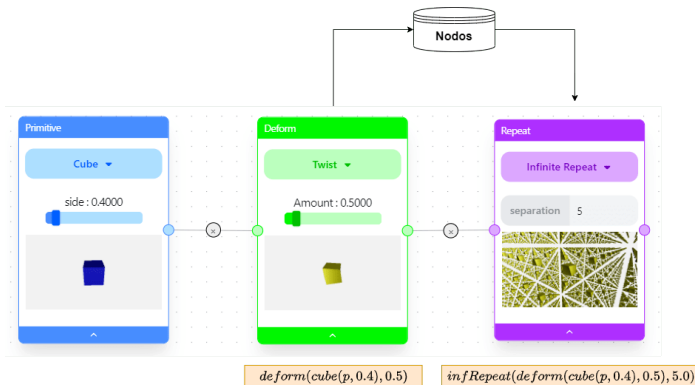 Nodos
Primitive
Cube
side : 0.4000
Deform
Twist
Amount : 0.5000
Repeat
Infinite Repeat
separation 5
deform(cube(p, 0.4), 0.5)
infRepeat(deform(cube(p, 0.4), 0.5), 5.0)